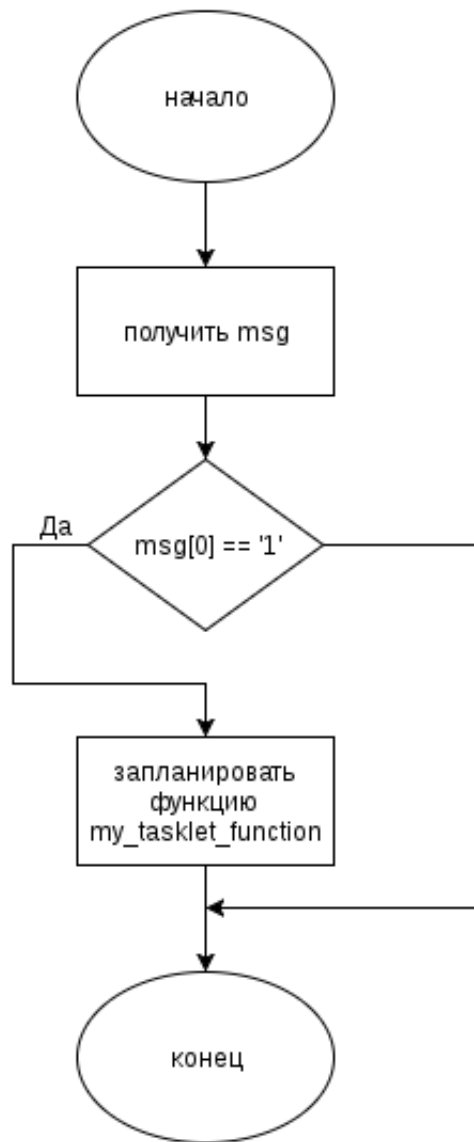 начало
получить msg
Да
msg[0] == '1'
запланировать
функцию
my_tasklet_function
конец